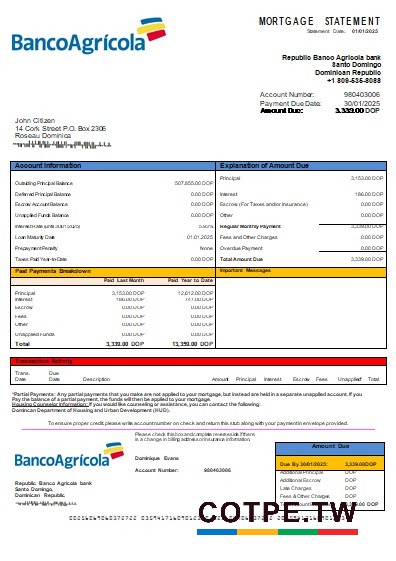 BancoAgrícola
MORTGAGE STATEMENT
Statement Date: 01/01/2025
Republic Banco Agricola bank
Santo Domingo
Dominican Republic
+1 809-535-8088
Account Number: 980403006
Payment Due Date: 30/01/2025
Amount Due: 3,339.00 DOP
John Citizen
14 Cork Street P.O. Box 2306
Roseau Dominica
Account Information
Outstanding Principal Balance 507,855.00 DOP
Deferred Principal Balance 0.00 DOP
Escrow Account Balance 0.00 DOP
Unapplied Funds Balance 0.00 DOP
Interest Rate (until 30/01/2025)
Loan Maturity Date 01.01.2025
Prepayment Penalty None
Taxes Paid Year-to-Date 0.00 DOP
Explanation of Amount Due
Principal 3,153.00 DOP
Interest 186.00 DOP
Escrow (For Taxes and/or Insurance) 0.00 DOP
Other 0.00 DOP
Regular Monthly Payment 3,339.00 DOP
Fees and Other Charges 0.00 DOP
Overdue Payment 0.00 DOP
Total Amount Due 3,339.00 DOP
Past Payments Breakdown
Paid Last Month Paid Year to Date
Principal 3,153.00 DOP 12,612.00 DOP
Interest 186.00 DOP 747.00 DOP
Escrow 0.00 DOP 0.00 DOP
Fees 0.00 DOP 0.00 DOP
Other 0.00 DOP 0.00 DOP
Unapplied Funds 0.00 DOP 0.00 DOP
Total 3,339.00 DOP 13,359.00 DOP
Important Messages
Transaction Activity
Trans. Date Due Date Description Amount Principal Interest Escrow Fees Unapplied* Total
*Partial Payments: Any partial payments that you make are not applied to your mortgage, but instead are held in a separate unapplied account. If you
Pay the balance of a partial payment, the funds will then be applied to your mortgage.
Housing Counselor Information: If you would like counseling or assistance, you can contact the following:
Dominican Department of Housing and Urban Development (HUD).
To ensure proper credit please write account number on check and return this stub along with your payment in envelope provided.
BancoAgrícola
Please check this box and complete reverse side if there
is a change in billing address or insurance information
Dominique Evans
Account Number: 980403006
Republic Banco Agricola bank
Santo Domingo,
Dominican Republic
Amount Due
Due By 30/01/2025: 3,339.00DOP
Additional Principal DOP
Additional Escrow DOP
Late Charges DOP
Fees & Other Charges DOP
COTPE.TW